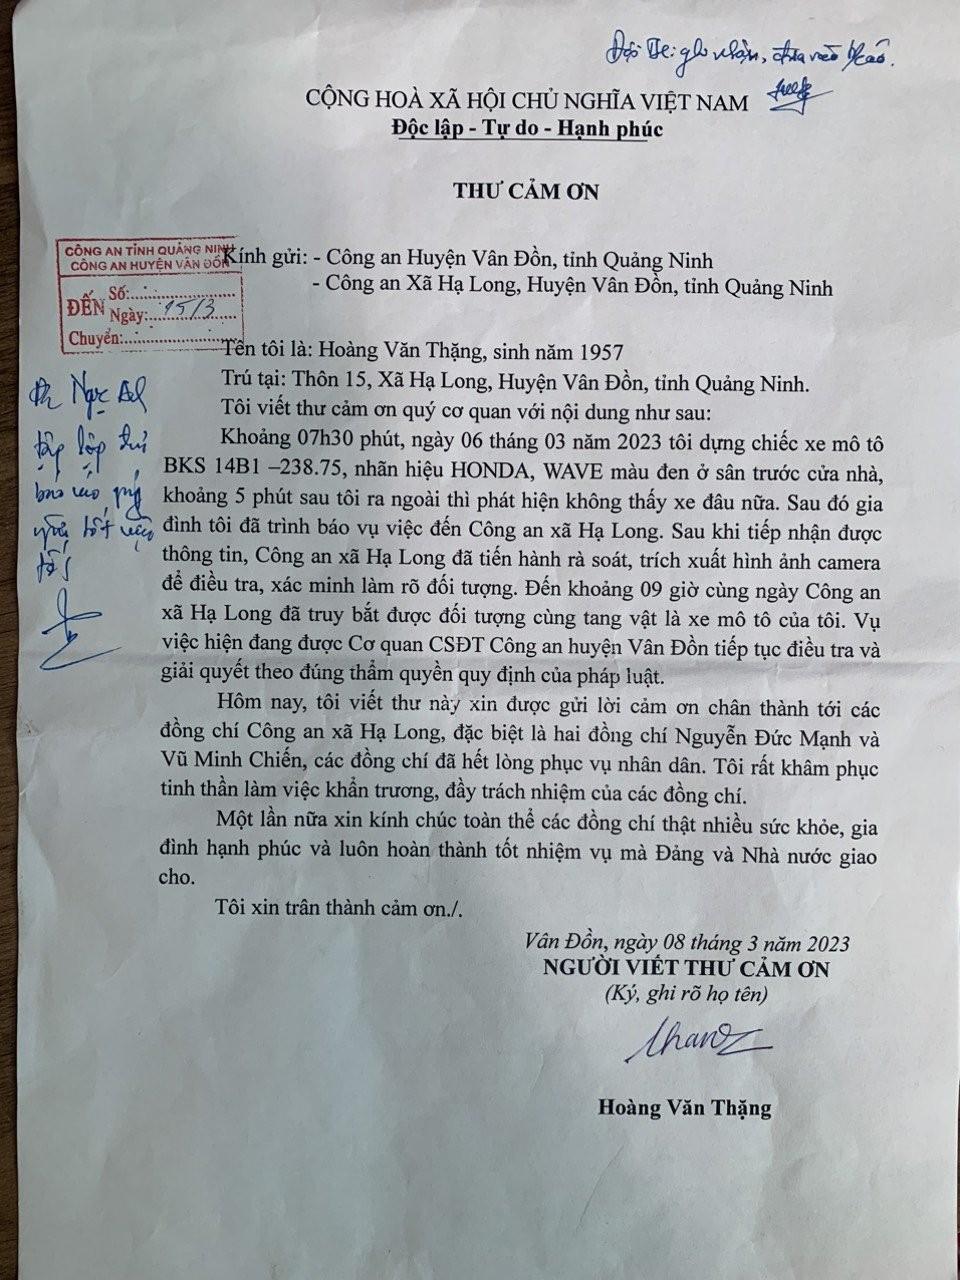 Đội TH: ghi nhận, đưa vào b/cáo.
CỘNG HOÀ XÃ HỘI CHỦ NGHĨA VIỆT NAM
Độc lập - Tự do - Hạnh phúc
THƯ CẢM ƠN
CÔNG AN TỈNH QUẢNG NINH
CÔNG AN HUYỆN VÂN ĐỒN
ĐẾN Số:
Ngày: 15/3
Chuyển:
Kính gửi: - Công an Huyện Vân Đồn, tỉnh Quảng Ninh
- Công an Xã Hạ Long, Huyện Vân Đồn, tỉnh Quảng Ninh
Tên tôi là: Hoàng Văn Thặng, sinh năm 1957
Trú tại: Thôn 15, Xã Hạ Long, Huyện Vân Đồn, tỉnh Quảng Ninh.
Tôi viết thư cảm ơn quý cơ quan với nội dung như sau:
Khoảng 07h30 phút, ngày 06 tháng 03 năm 2023 tôi dựng chiếc xe mô tô
BKS 14B1 –238.75, nhãn hiệu HONDA, WAVE màu đen ở sân trước cửa nhà,
khoảng 5 phút sau tôi ra ngoài thì phát hiện không thấy xe đâu nữa. Sau đó gia
đình tôi đã trình báo vụ việc đến Công an xã Hạ Long. Sau khi tiếp nhận được
thông tin, Công an xã Hạ Long đã tiến hành rà soát, trích xuất hình ảnh camera
để điều tra, xác minh làm rõ đối tượng. Đến khoảng 09 giờ cùng ngày Công an
xã Hạ Long đã truy bắt được đối tượng cùng tang vật là xe mô tô của tôi. Vụ
việc hiện đang được Cơ quan CSĐT Công an huyện Vân Đồn tiếp tục điều tra và
giải quyết theo đúng thẩm quyền quy định của pháp luật.
Hôm nay, tôi viết thư này xin được gửi lời cảm ơn chân thành tới các
đồng chí Công an xã Hạ Long, đặc biệt là hai đồng chí Nguyễn Đức Mạnh và
Vũ Minh Chiến, các đồng chí đã hết lòng phục vụ nhân dân. Tôi rất khâm phục
tinh thần làm việc khẩn trương, đầy trách nhiệm của các đồng chí.
Một lần nữa xin kính chúc toàn thể các đồng chí thật nhiều sức khỏe, gia
đình hạnh phúc và luôn hoàn thành tốt nhiệm vụ mà Đảng và Nhà nước giao
cho.
Tôi xin trân thành cảm ơn./.
Vân Đồn, ngày 08 tháng 3 năm 2023
NGƯỜI VIẾT THƯ CẢM ƠN
(Ký, ghi rõ họ tên)
Hoàng Văn Thặng